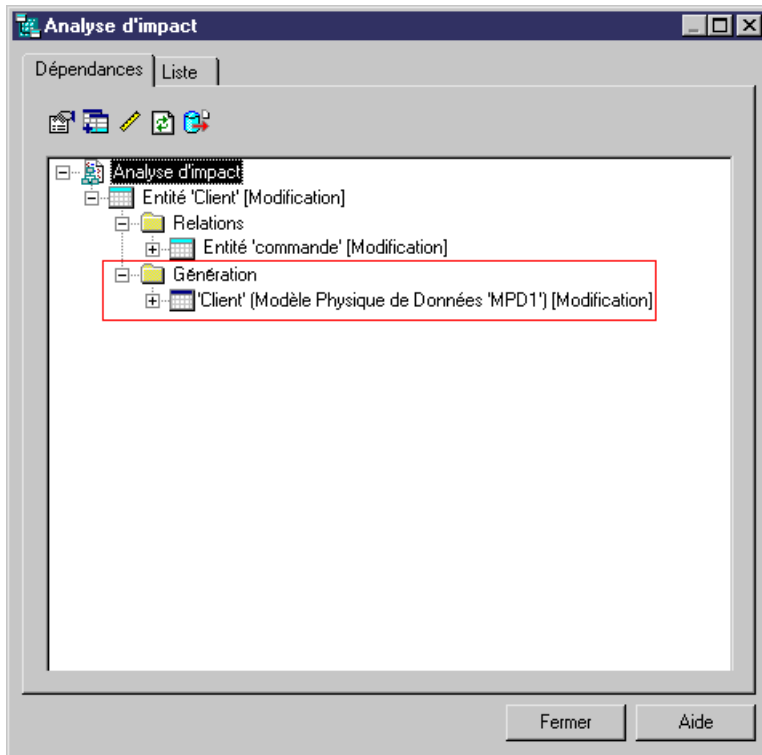 Analyse d'impact
Dépendances Liste
Analyse d'impact
Entité 'Client' [Modification]
Relations
Entité 'commande' [Modification]
Génération
'Client' (Modèle Physique de Données 'MPD1') [Modification]
Fermer Aide